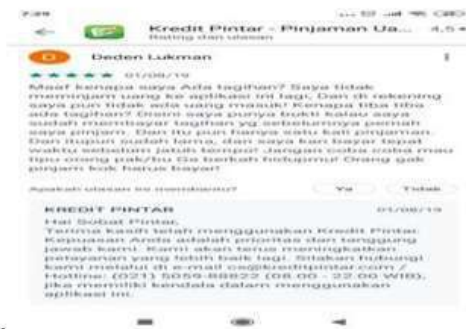 7:29
Kredit Pintar - Pinjaman Ua... 4,5★
Rating dan ulasan
D Deden Lukman
01/08/19
Maaf kenapa saya Ada tagihan? Saya tidak
meminjam uang ke aplikasi ini lagi, Dan di rekening
saya pun tidak ada uang masuk! Kenapa tiba tiba
ada tagihan? Disini saya punya bukti kalau saya
sudah membayar tagihan yg sebelumnya pernah
saya pinjam. Dan itu pun hanya satu kali pinjaman.
Dan itupun sudah lama, dan saya kan bayar tepat
waktu sebelum jatuh tempo! Jangan coba coba mau
tipu orang pak/bu Ga berkah hidupmu! Orang gak
pinjam kok harus bayar!
Apakah ulasan ini membantu? Ya Tidak
KREDIT PINTAR 01/08/19
Hai Sobat Pintar,
Terima kasih telah menggunakan Kredit Pintar.
Kepuasan Anda adalah prioritas dan tanggung
jawab kami. Kami akan terus meningkatkan
pelayanan yang lebih baik lagi. Silakan hubungi
kami melalui di e-mail cs@kreditpintar.com /
Hotline: (021) 5059-88822 (08.00 - 22.00 WIB),
jika memiliki kendala dalam menggunakan
aplikasi ini.